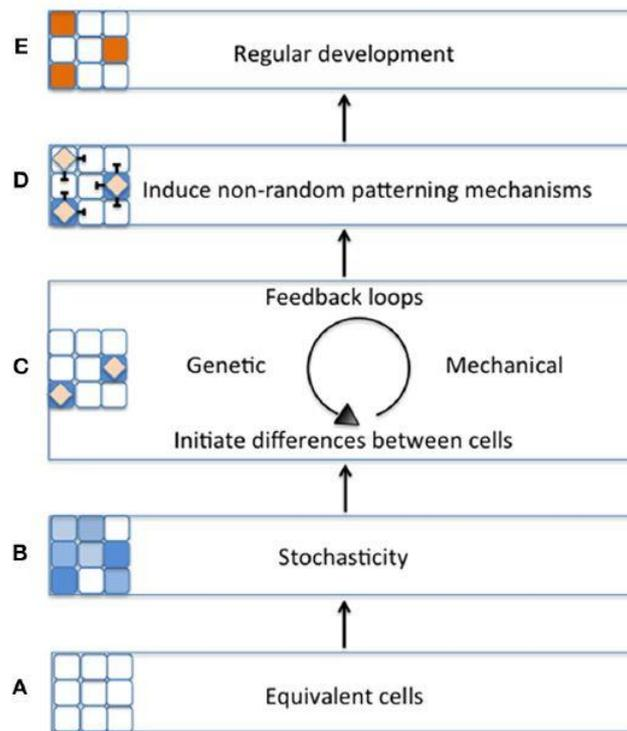 E
Regular development
D
Induce non-random patterning mechanisms
Feedback loops
C
Genetic
Mechanical
Initiate differences between cells
B
Stochasticity
A
Equivalent cells